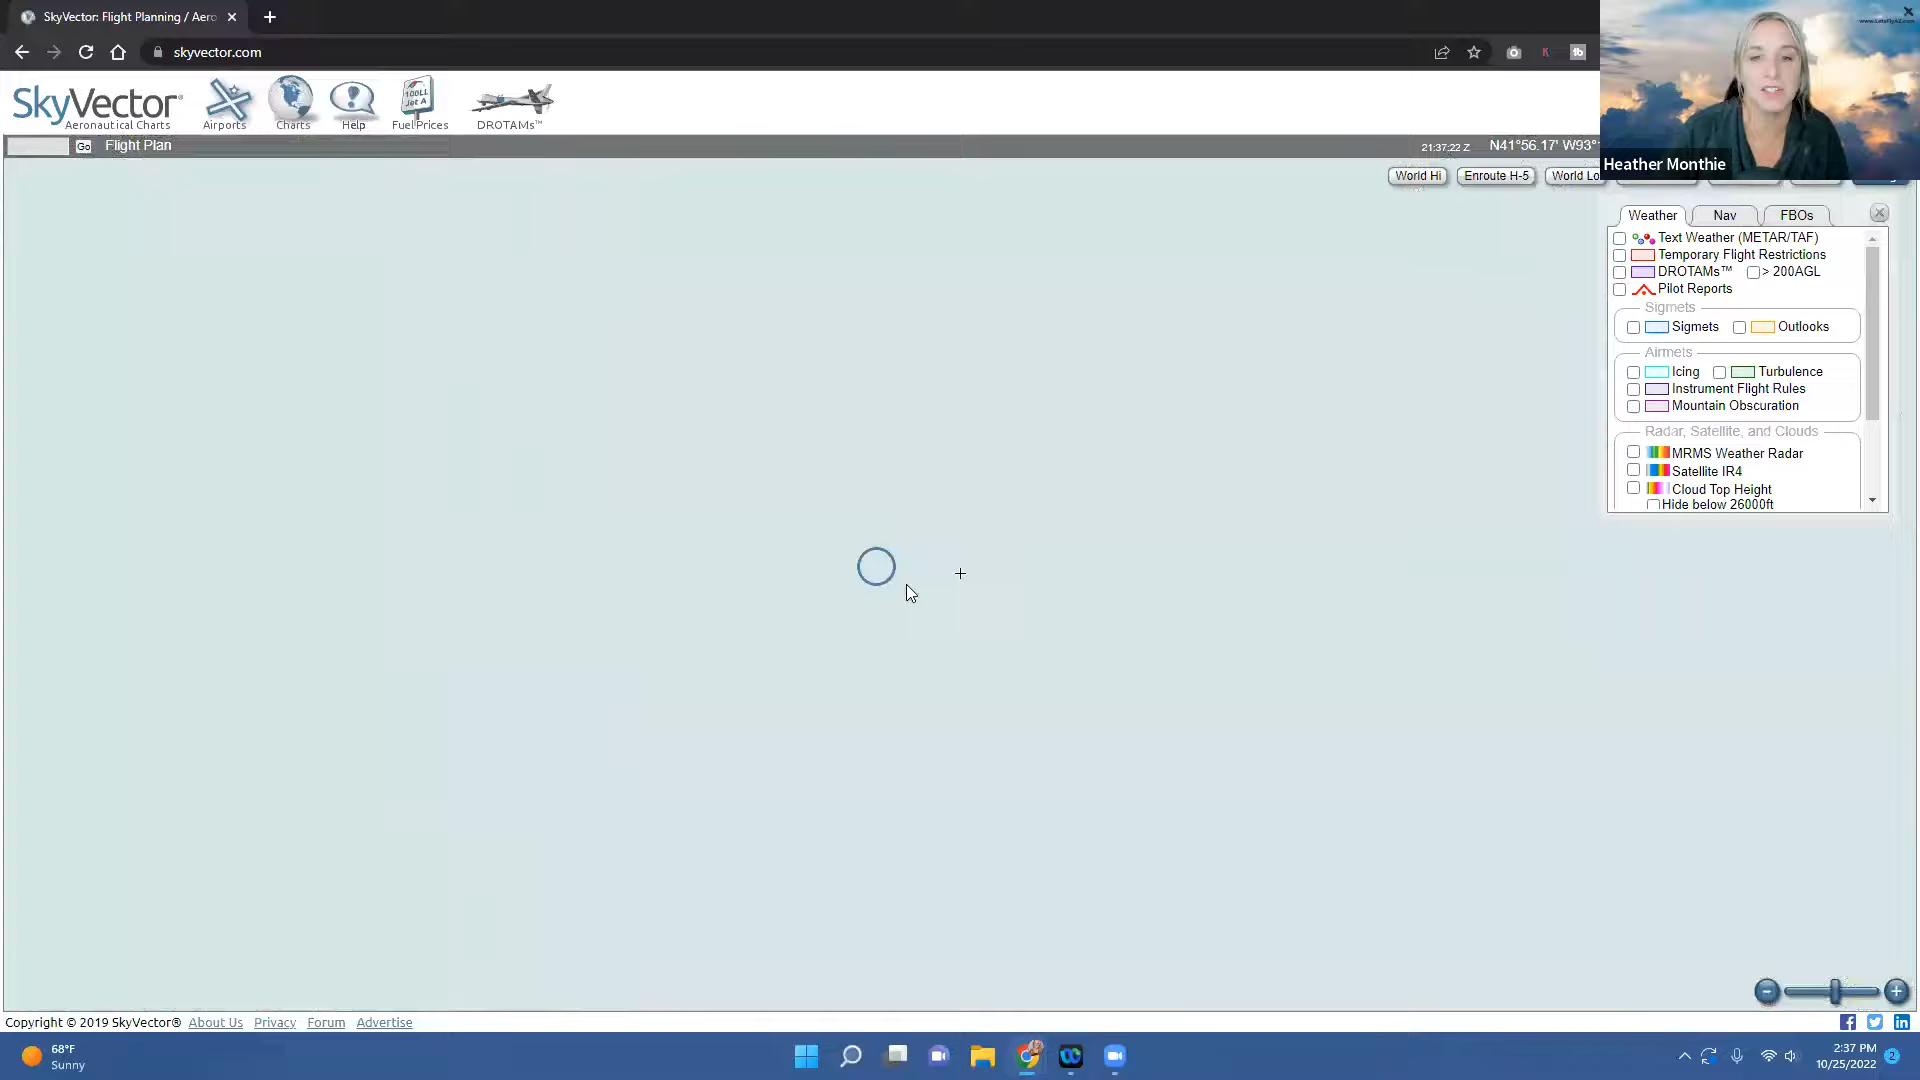 SkyVector: Flight Planning / Aero
skyvector.com
www.LetsFlyAZ.com
Heather Monthie
SkyVector®
Aeronautical Charts
Airports
Charts
Help
100LL
Jet A
Fuel Prices
DROTAMs™
Go
Flight Plan
21:37:22 Z
N41°56.17' W93°
World Hi
Enroute H-5
World Lo
Weather
Nav
FBOs
Text Weather (METAR/TAF)
Temporary Flight Restrictions
DROTAMs™ > 200AGL
Pilot Reports
Sigmets
Sigmets Outlooks
Airmets
Icing Turbulence
Instrument Flight Rules
Mountain Obscuration
Radar, Satellite, and Clouds
MRMS Weather Radar
Satellite IR4
Cloud Top Height
Hide below 26000ft
Copyright © 2019 SkyVector® About Us Privacy Forum Advertise
68°F
Sunny
2:37 PM
10/25/2022
2